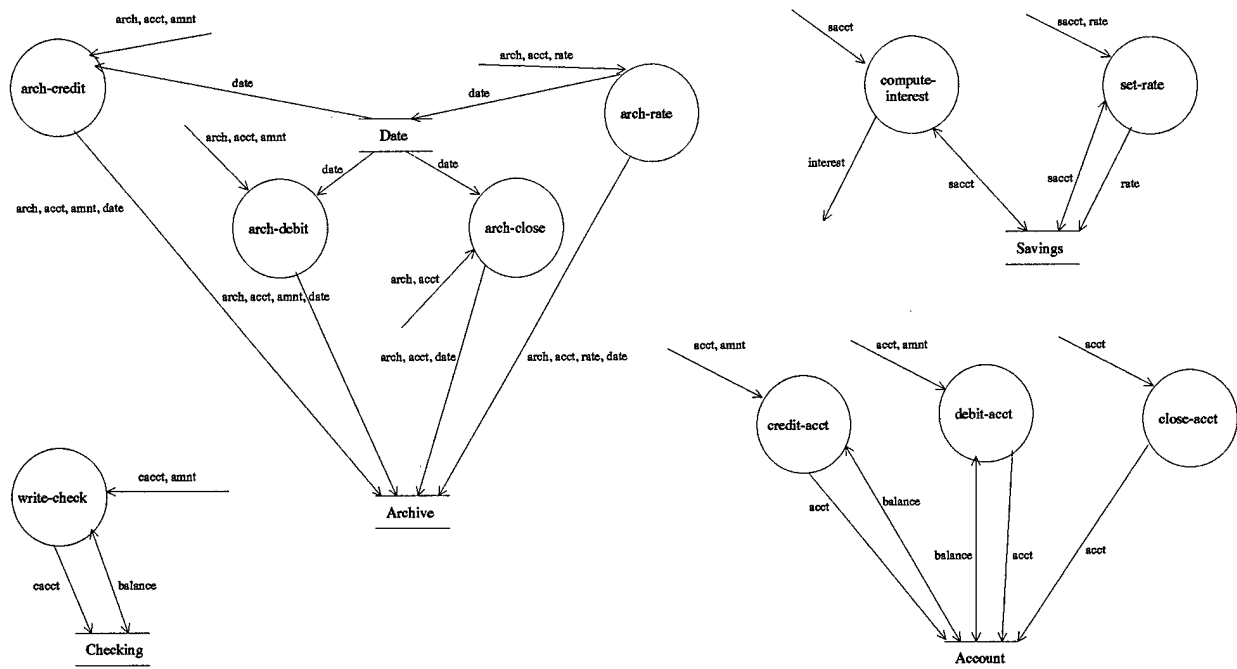 arch, acct, amnt
arch-credit
date
arch, acct, rate
date
arch-rate
Date
arch, acct, amnt
date
date
arch-debit
arch-close
arch, acct, amnt, date
arch, acct
arch, acct, amnt, date
arch, acct, date
arch, acct, rate, date
Archive
write-check
cacct, amnt
cacct
balance
Checking
sacct
compute-
interest
interest
sacct
sacct, rate
set-rate
sacct
rate
Savings
acct, amnt
credit-acct
acct
balance
acct, amnt
debit-acct
balance
acct
acct
close-acct
acct
Account